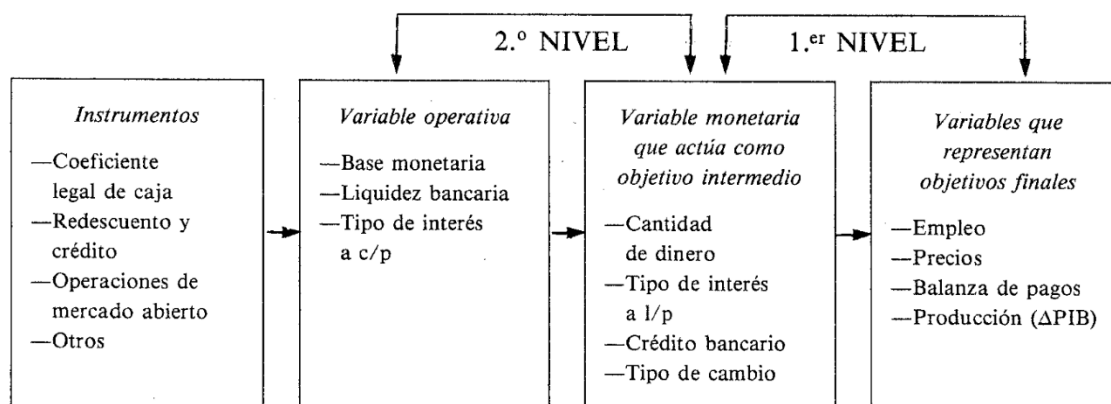 2.º NIVEL
1.er NIVEL
Instrumentos
—Coeficiente
legal de caja
—Redescuento y
crédito
—Operaciones de
mercado abierto
—Otros
Variable operativa
—Base monetaria
—Liquidez bancaria
—Tipo de interés
a c/p
Variable monetaria
que actúa como
objetivo intermedio
—Cantidad
de dinero
—Tipo de interés
a l/p
—Crédito bancario
—Tipo de cambio
Variables que
representan
objetivos finales
—Empleo
—Precios
—Balanza de pagos
—Producción (ΔPIB)